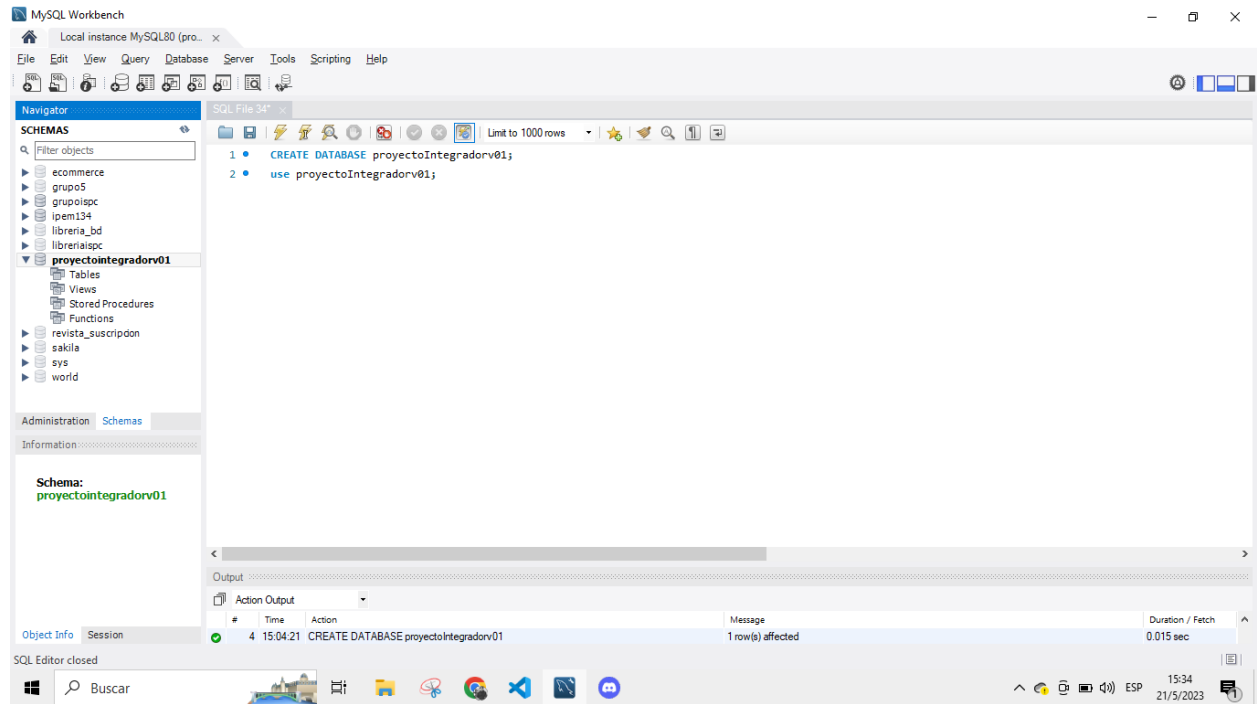 MySQL Workbench
Local instance MySQL80 (pro...
File Edit View Query Database Server Tools Scripting Help
Navigator
SQL File 34*
SCHEMAS
Limit to 1000 rows
Filter objects
1 CREATE DATABASE proyectoIntegradorv01;
2 use proyectoIntegradorv01;
ecommerce
grupo5
grupoispc
ipem134
libreria_bd
libreriaispc
proyectointegradorv01
Tables
Views
Stored Procedures
Functions
revista_suscripcion
sakila
sys
world
Administration Schemas
Information
Schema:
proyectointegradorv01
Output
Action Output
# Time Action Message Duration / Fetch
4 15:04:21 CREATE DATABASE proyectoIntegradorv01 1 row(s) affected 0.015 sec
Object Info Session
SQL Editor closed
Buscar
ESP
15:34
21/5/2023
1